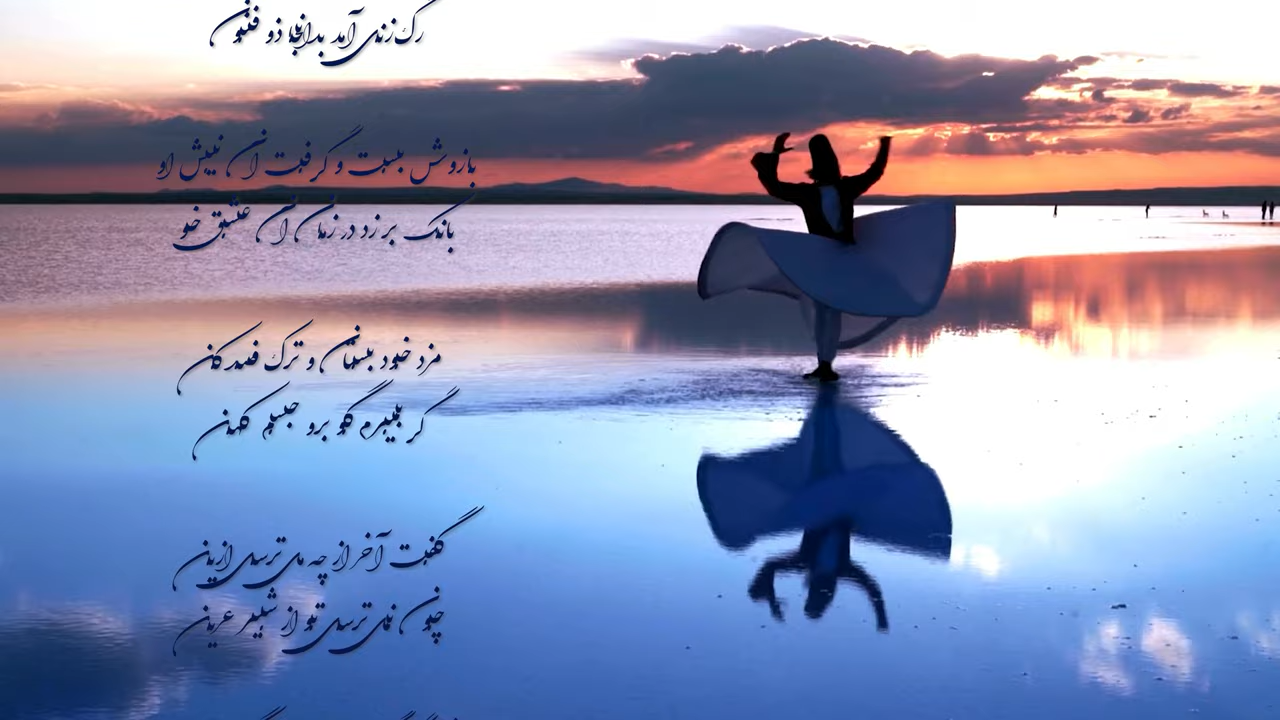 رگ زنی آمد بدانجا ذو فنون
بازوش بست و گرفت آن نیش او
بانگ بر زد در زمان آن عشق خو
مزد خود بستان و ترک فصد کن
گر بمیرم گو برو جسم کهن
گفت آخر از چه می ترسی ازین
چون نمی ترسی تو از شیر عرین